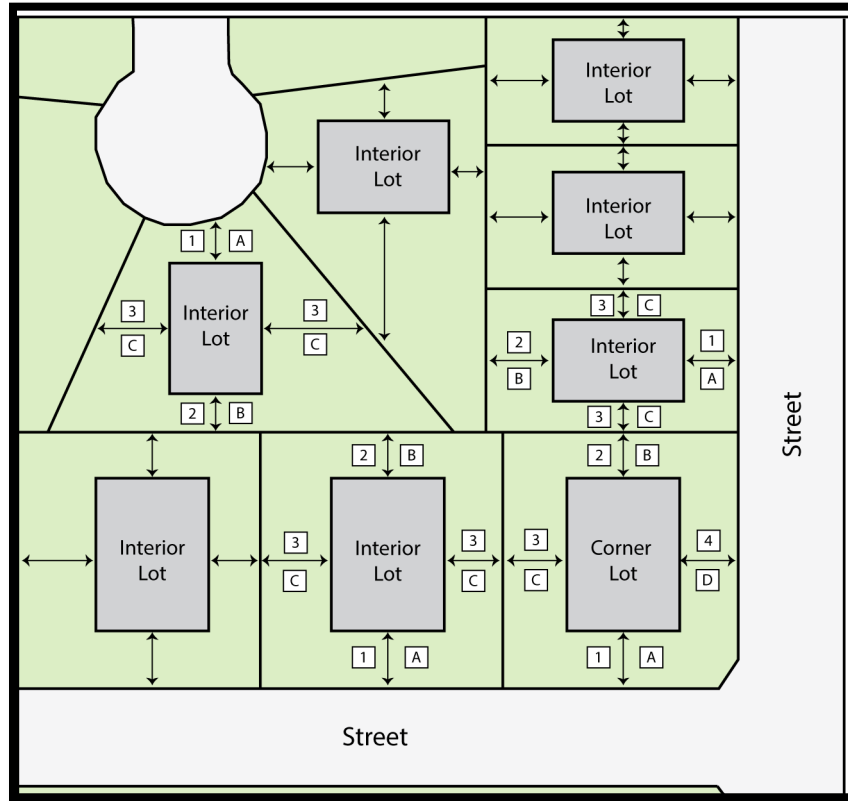 Interior
Lot
Interior
Lot
Interior
Lot
1 A
3 3
Interior
Lot
C C
2 B
3 C
2 1
Interior
Lot
B A
3 C
Street
2 B
2 B
Interior
Lot
3 3
Interior
Lot
C C
3 4
Corner
Lot
C D
1 A
1 A
Street